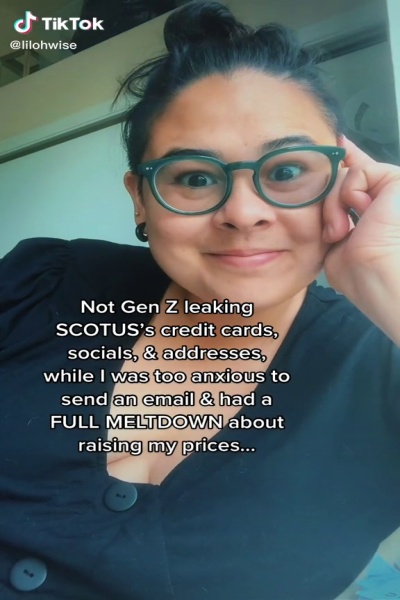 TikTok
@lilohwise
Not Gen Z leaking
SCOTUS's credit cards,
socials, & addresses,
while I was too anxious to
send an email & had a
FULL MELTDOWN about
raising my prices...